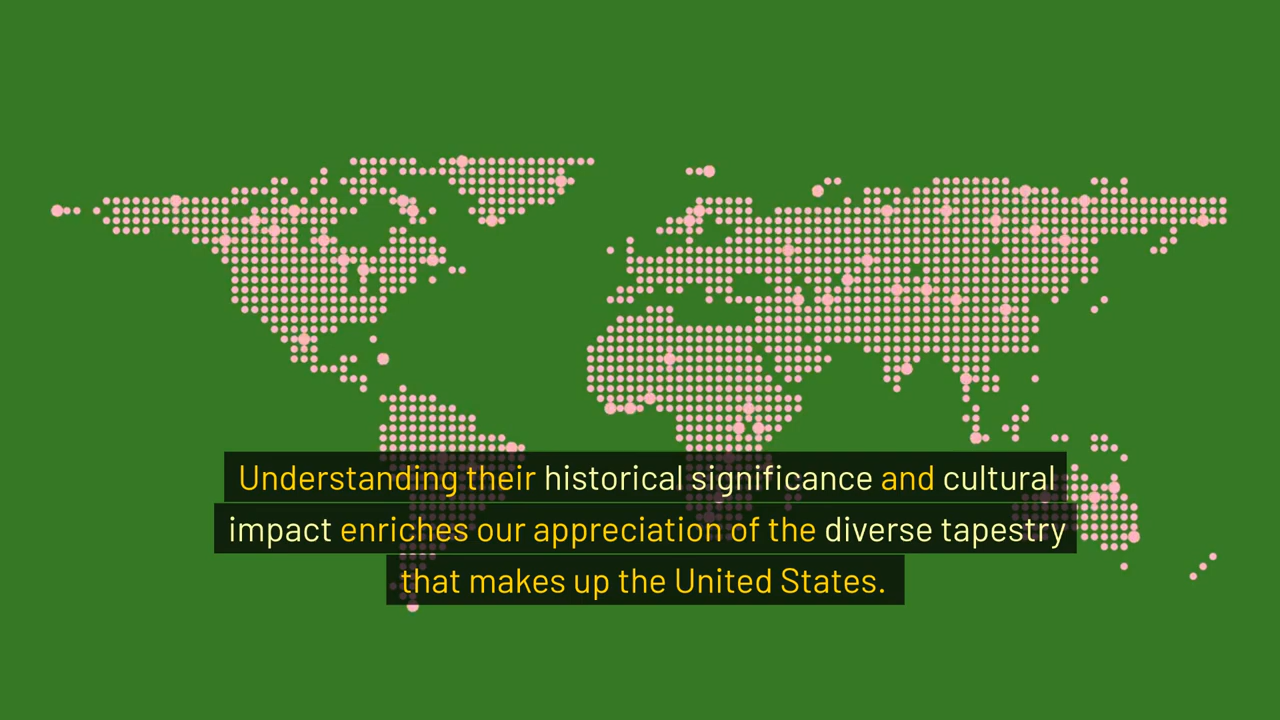 Understanding their historical significance and cultural
impact enriches our appreciation of the diverse tapestry
that makes up the United States.